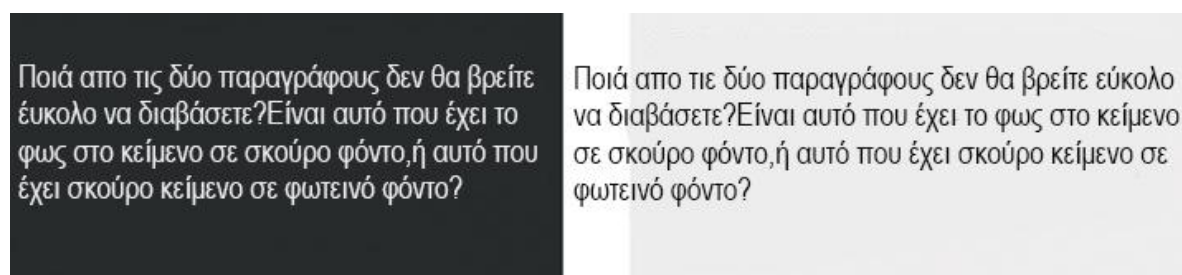 Ποιά απο τις δύο παραγράφους δεν θα βρείτε
έυκολο να διαβάσετε?Είναι αυτό που έχει το
φως στο κείμενο σε σκούρο φόντο,ή αυτό που
έχει σκούρο κείμενο σε φωτεινό φόντο?
Ποιά απο τιε δύο παραγράφους δεν θα βρείτε εύκολο
να διαβάσετε?Είναι αυτό που έχει το φως στο κείμενο
σε σκούρο φόντο,ή αυτό που έχει σκούρο κείμενο σε
φωτεινό φόντο?